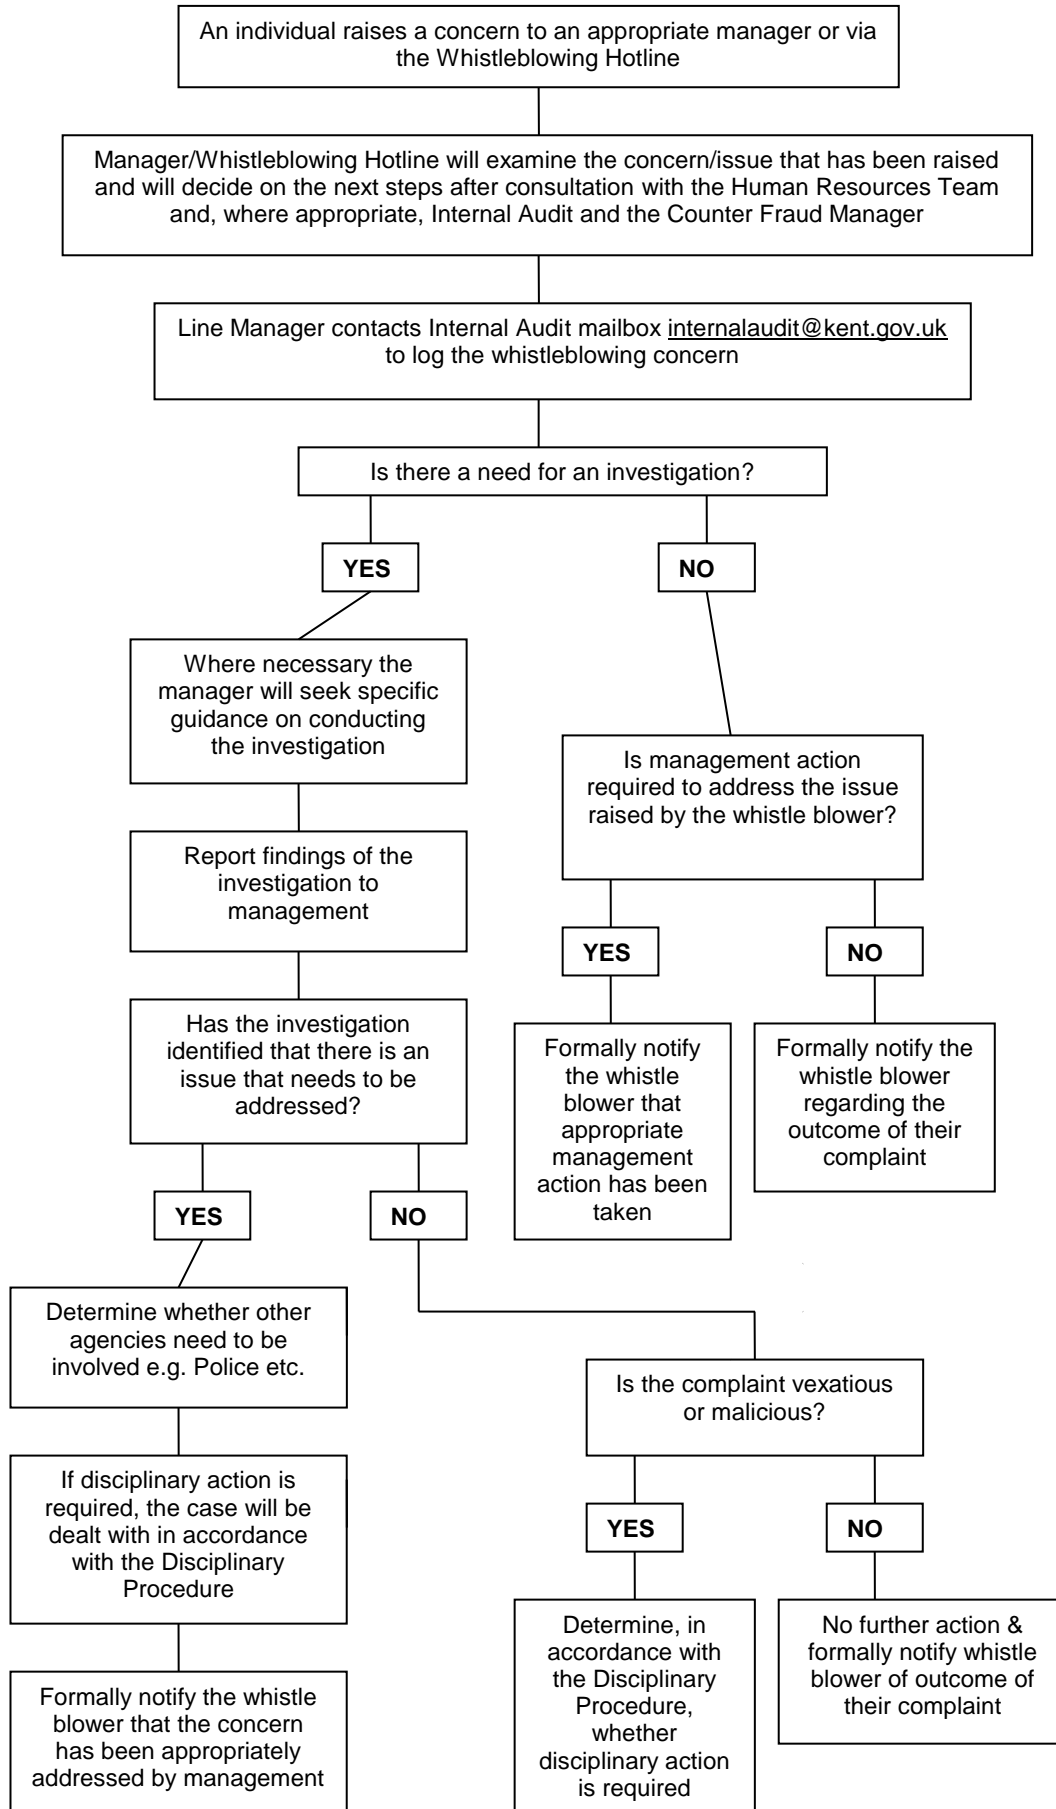 An individual raises a concern to an appropriate manager or via
the Whistleblowing Hotline
Manager/Whistleblowing Hotline will examine the concern/issue that has been raised
and will decide on the next steps after consultation with the Human Resources Team
and, where appropriate, Internal Audit and the Counter Fraud Manager
Line Manager contacts Internal Audit mailbox internalaudit@kent.gov.uk
to log the whistleblowing concern
Is there a need for an investigation?
YES
NO
Where necessary the
manager will seek specific
guidance on conducting
the investigation
Is management action
required to address the issue
raised by the whistle blower?
Report findings of the
investigation to
management
YES
NO
Has the investigation
identified that there is an
issue that needs to be
addressed?
Formally notify
the whistle
blower that
appropriate
management
action has been
taken
Formally notify the
whistle blower
regarding the
outcome of their
complaint
YES
NO
Determine whether other
agencies need to be
involved e.g. Police etc.
Is the complaint vexatious
or malicious?
If disciplinary action is
required, the case will be
dealt with in accordance
with the Disciplinary
Procedure
YES
NO
Formally notify the whistle
blower that the concern
has been appropriately
addressed by management
Determine, in
accordance with
the Disciplinary
Procedure,
whether
disciplinary action
is required
No further action &
formally notify whistle
blower of outcome of
their complaint